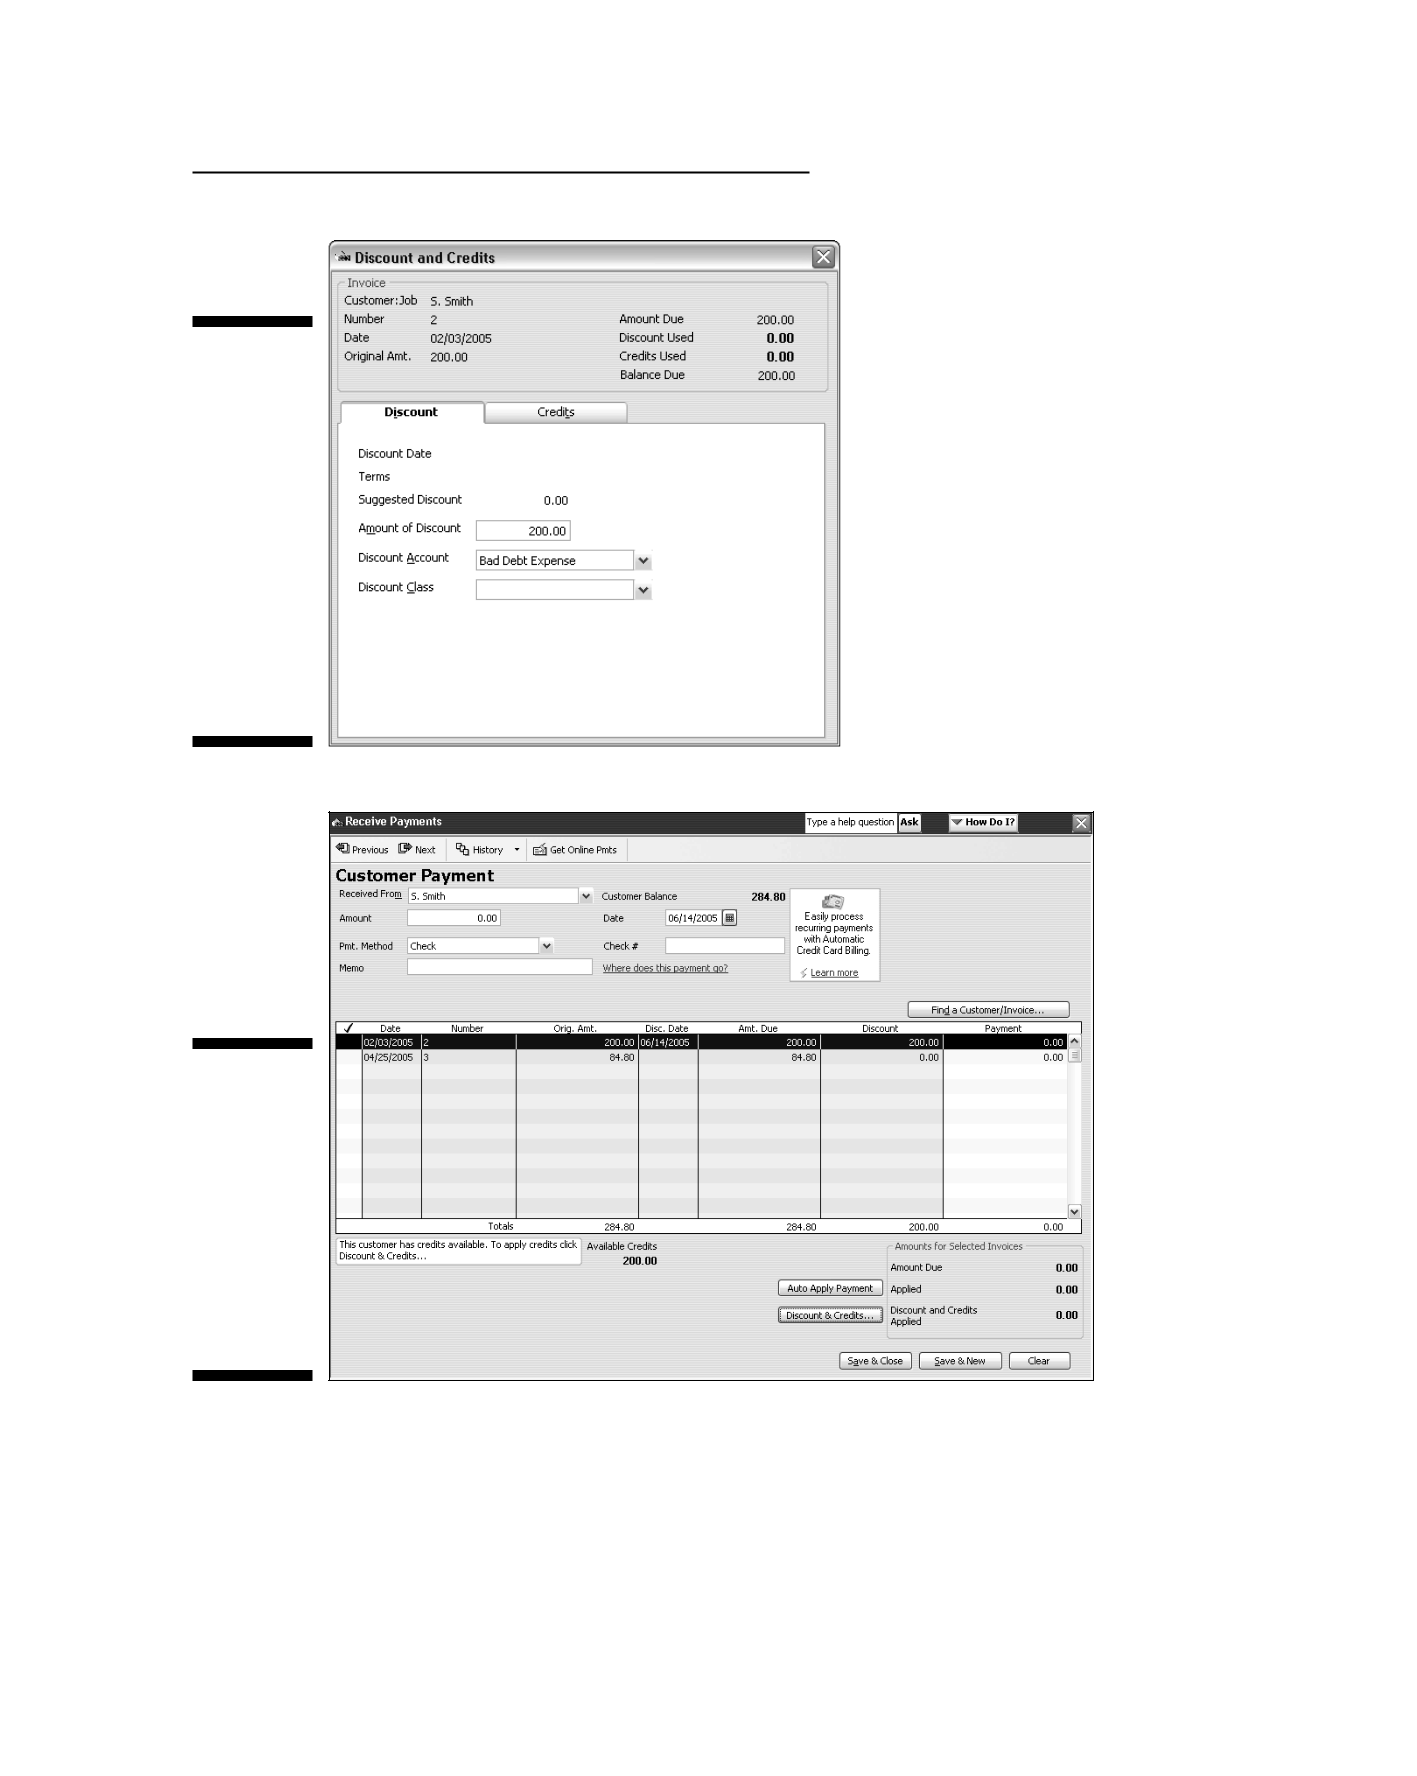 Discount and Credits
Invoice
Customer:Job S. Smith
Number 2 Amount Due 200.00
Date 02/03/2005 Discount Used 0.00
Original Amt. 200.00 Credits Used 0.00
Balance Due 200.00
Discount Credits
Discount Date
Terms
Suggested Discount 0.00
Amount of Discount 200.00
Discount Account Bad Debt Expense
Discount Class
Receive Payments Type a help question Ask How Do I?
Previous Next History Get Online Pmts
Customer Payment
Received From S. Smith Customer Balance 284.80
Amount 0.00 Date 06/14/2005
Pmt. Method Check Check #
Memo Where does this payment go?
Easily process
recurring payments
with Automatic
Credit Card Billing.
Learn more
Find a Customer/Invoice...
Date Number Orig. Amt. Disc. Date Amt. Due Discount Payment
02/03/2005 2 200.00 06/14/2005 200.00 200.00 0.00
04/25/2005 3 84.80 84.80 0.00 0.00
Totals 284.80 284.80 200.00 0.00
This customer has credits available. To apply credits click
Discount & Credits...
Available Credits
200.00
Amounts for Selected Invoices
Amount Due 0.00
Auto Apply Payment Applied 0.00
Discount & Credits... Discount and Credits
Applied 0.00
Save & Close Save & New Clear